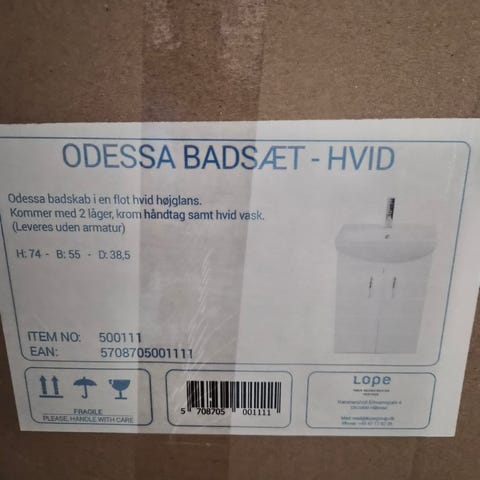 ODESSA BADSÆT - HVID
Odessa badskab i en flot hvid højglans.
Kommer med 2 låger, krom håndtag samt hvid vask.
(Leveres uden armatur)
H: 74 - B: 55 - D: 38,5
ITEM NO: 500111
EAN: 5708705001111
FRAGILE
PLEASE, HANDLE WITH CARE
5 708705 001111
Lope